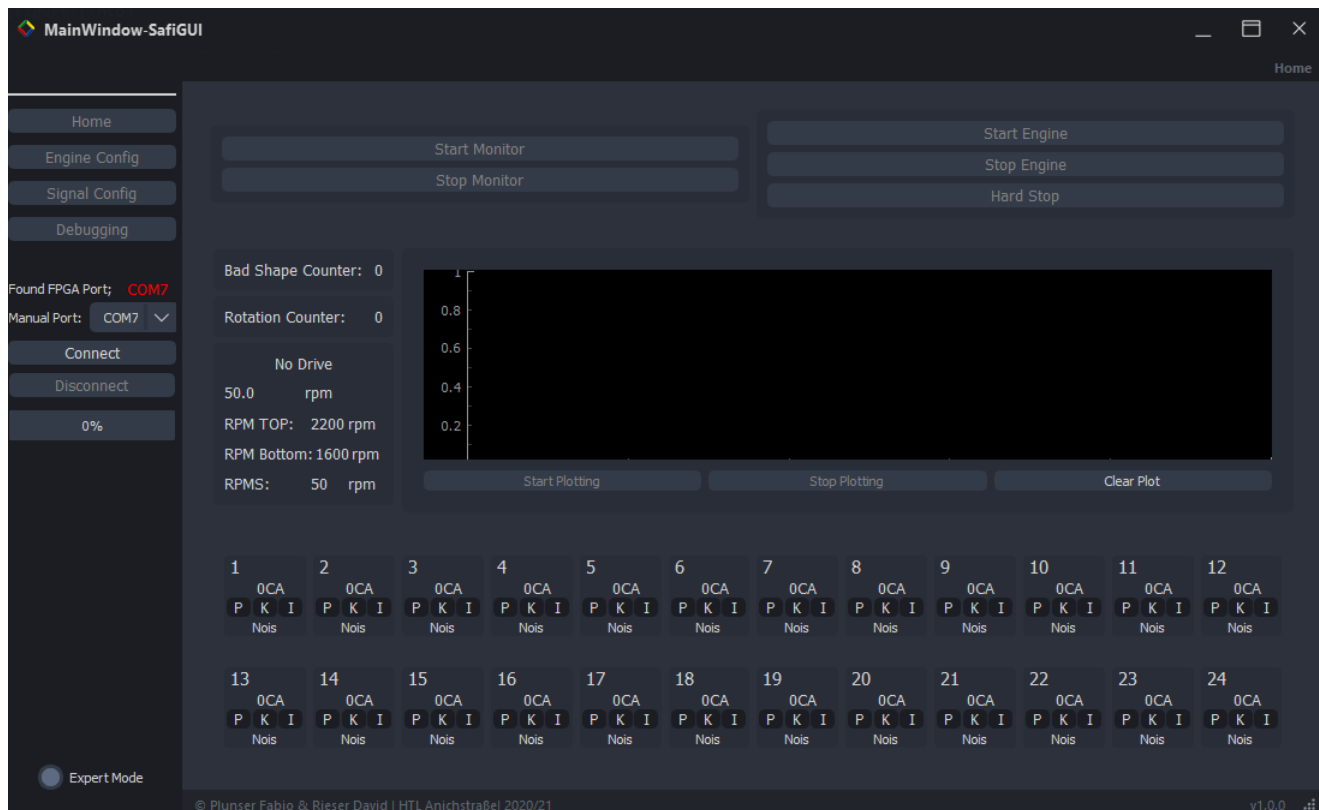 MainWindow-SafiGUI
Home
Home
Engine Config
Signal Config
Debugging
Found FPGA Port; COM7
Manual Port: COM7
Connect
Disconnect
0%
Expert Mode
Start Monitor
Stop Monitor
Start Engine
Stop Engine
Hard Stop
Bad Shape Counter: 0
Rotation Counter: 0
No Drive
50.0 rpm
RPM TOP: 2200 rpm
RPM Bottom: 1600 rpm
RPMS: 50 rpm
1
0.8
0.6
0.4
0.2
Start Plotting Stop Plotting Clear Plot
1 2 3 4 5 6 7 8 9 10 11 12
0CA 0CA 0CA 0CA 0CA 0CA 0CA 0CA 0CA 0CA 0CA 0CA
P K I P K I P K I P K I P K I P K I P K I P K I P K I P K I P K I P K I
Nois Nois Nois Nois Nois Nois Nois Nois Nois Nois Nois Nois
13 14 15 16 17 18 19 20 21 22 23 24
0CA 0CA 0CA 0CA 0CA 0CA 0CA 0CA 0CA 0CA 0CA 0CA
P K I P K I P K I P K I P K I P K I P K I P K I P K I P K I P K I P K I
Nois Nois Nois Nois Nois Nois Nois Nois Nois Nois Nois Nois
© Plunser Fabio & Rieser David | HTL Anichstraße| 2020/21 v1.0.0